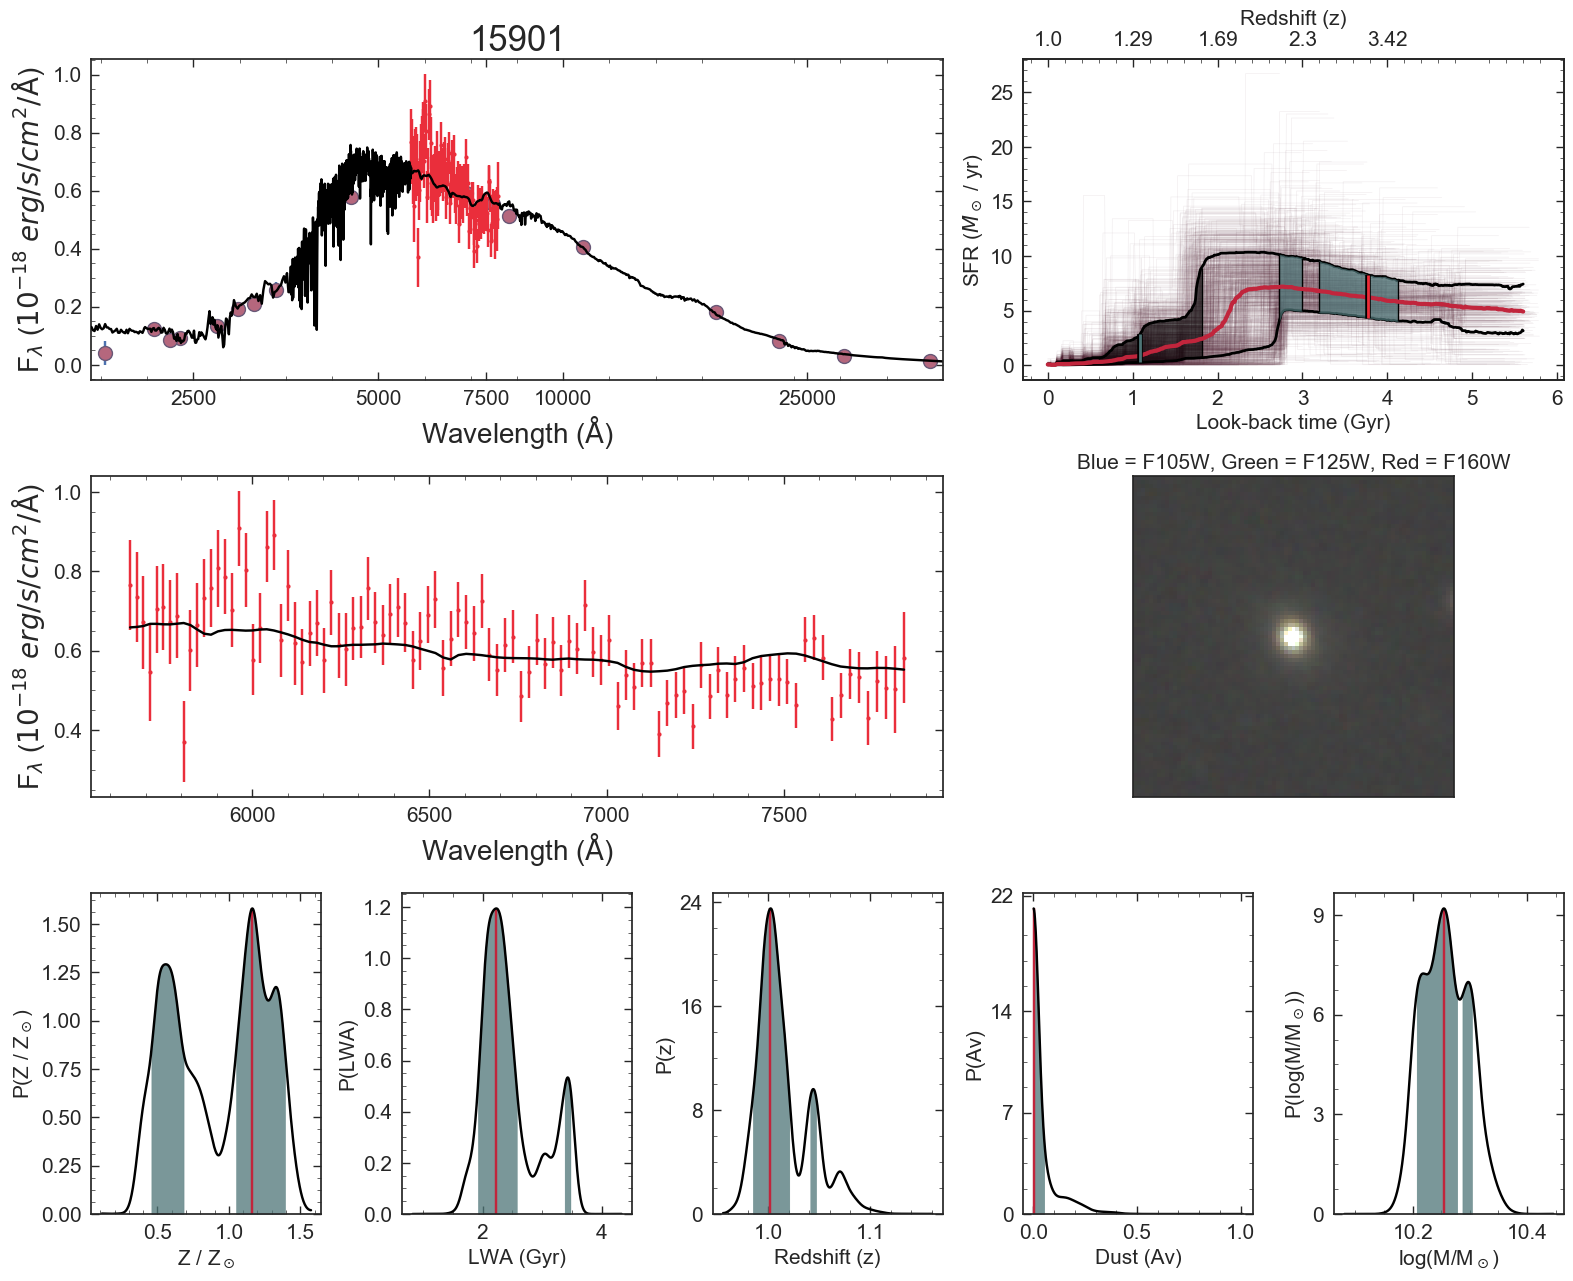 15901
F_λ (10^{-18} erg/s/cm^2/Å)
1.0
0.8
0.6
0.4
0.2
0.0
2500 5000 7500 10000 25000
Wavelength (Å)
Redshift (z)
1.0 1.29 1.69 2.3 3.42
SFR (M_⊙ / yr)
25
20
15
10
5
0
0 1 2 3 4 5 6
Look-back time (Gyr)
F_λ (10^{-18} erg/s/cm^2/Å)
1.0
0.8
0.6
0.4
6000 6500 7000 7500
Wavelength (Å)
Blue = F105W, Green = F125W, Red = F160W
P(Z / Z_⊙)
1.50
1.25
1.00
0.75
0.50
0.25
0.00
0.5 1.0 1.5
Z / Z_⊙
P(LWA)
1.2
1.0
0.8
0.6
0.4
0.2
0.0
2 4
LWA (Gyr)
P(z)
24
16
8
0
1.0 1.1
Redshift (z)
P(Av)
22
14
7
0
0.0 0.5 1.0
Dust (Av)
P(log(M/M_⊙))
9
6
3
0
10.2 10.4
log(M/M_⊙)